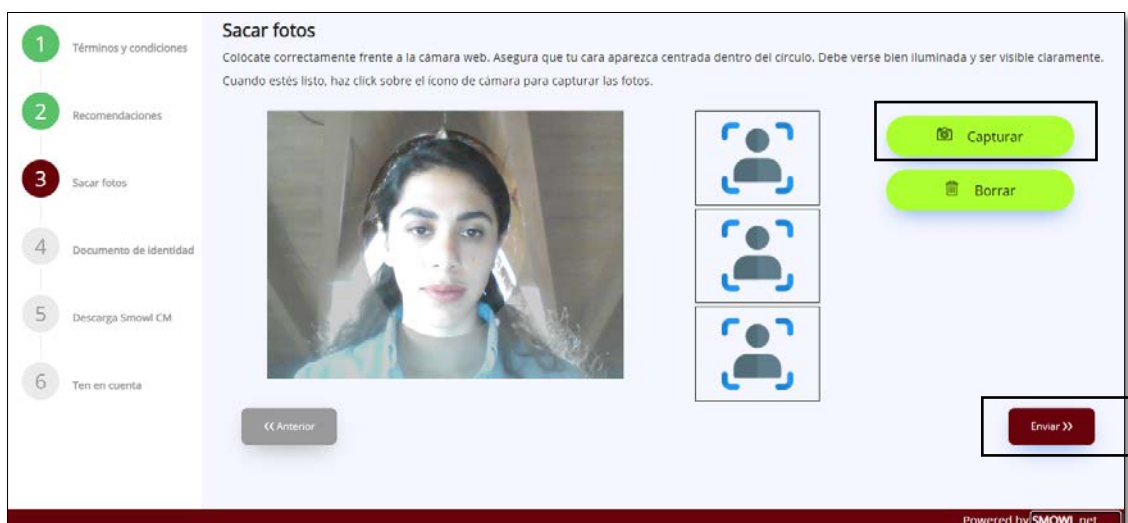 Sacar fotos
Colócate correctamente frente a la cámara web. Asegura que tu cara aparezca centrada dentro del círculo. Debe verse bien iluminada y ser visible claramente.
Cuando estés listo, haz click sobre el ícono de cámara para capturar las fotos.
1 Términos y condiciones
2 Recomendaciones
3 Sacar fotos
4 Documento de identidad
5 Descarga Smowl CM
6 Ten en cuenta
Capturar
Borrar
<< Anterior
Enviar >>
Powered by SMOWL.net